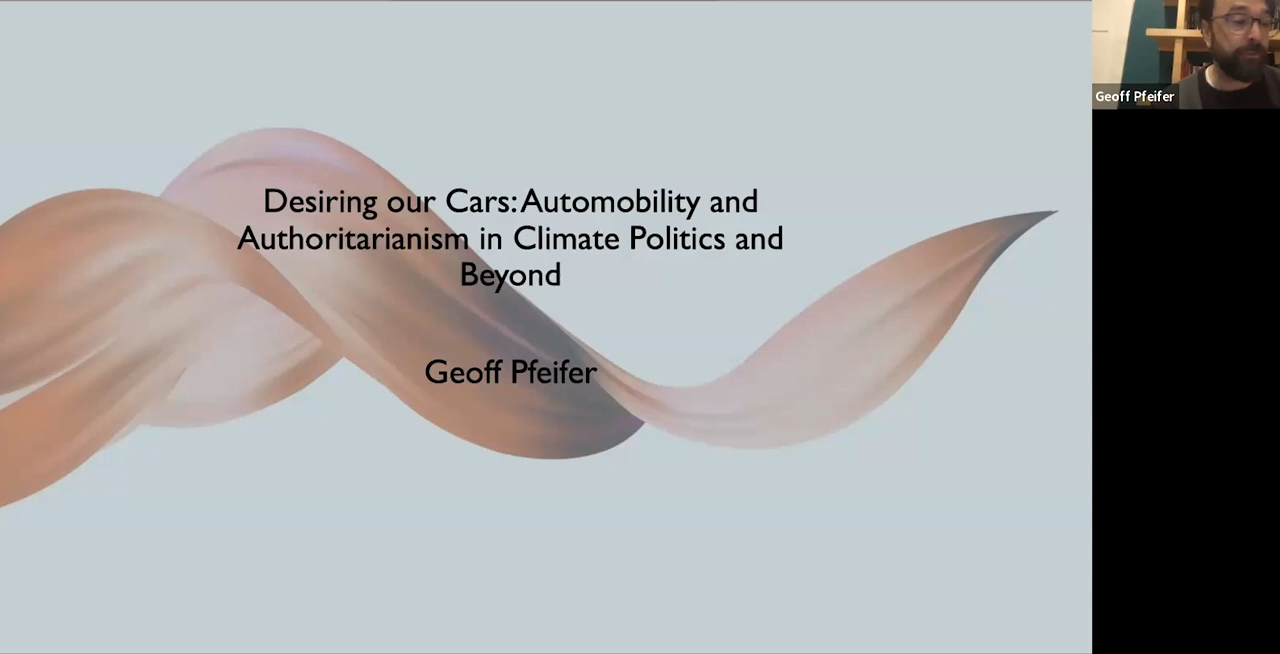 Desiring our Cars: Automobility and
Authoritarianism in Climate Politics and
Beyond
Geoff Pfeifer
Geoff Pfeifer